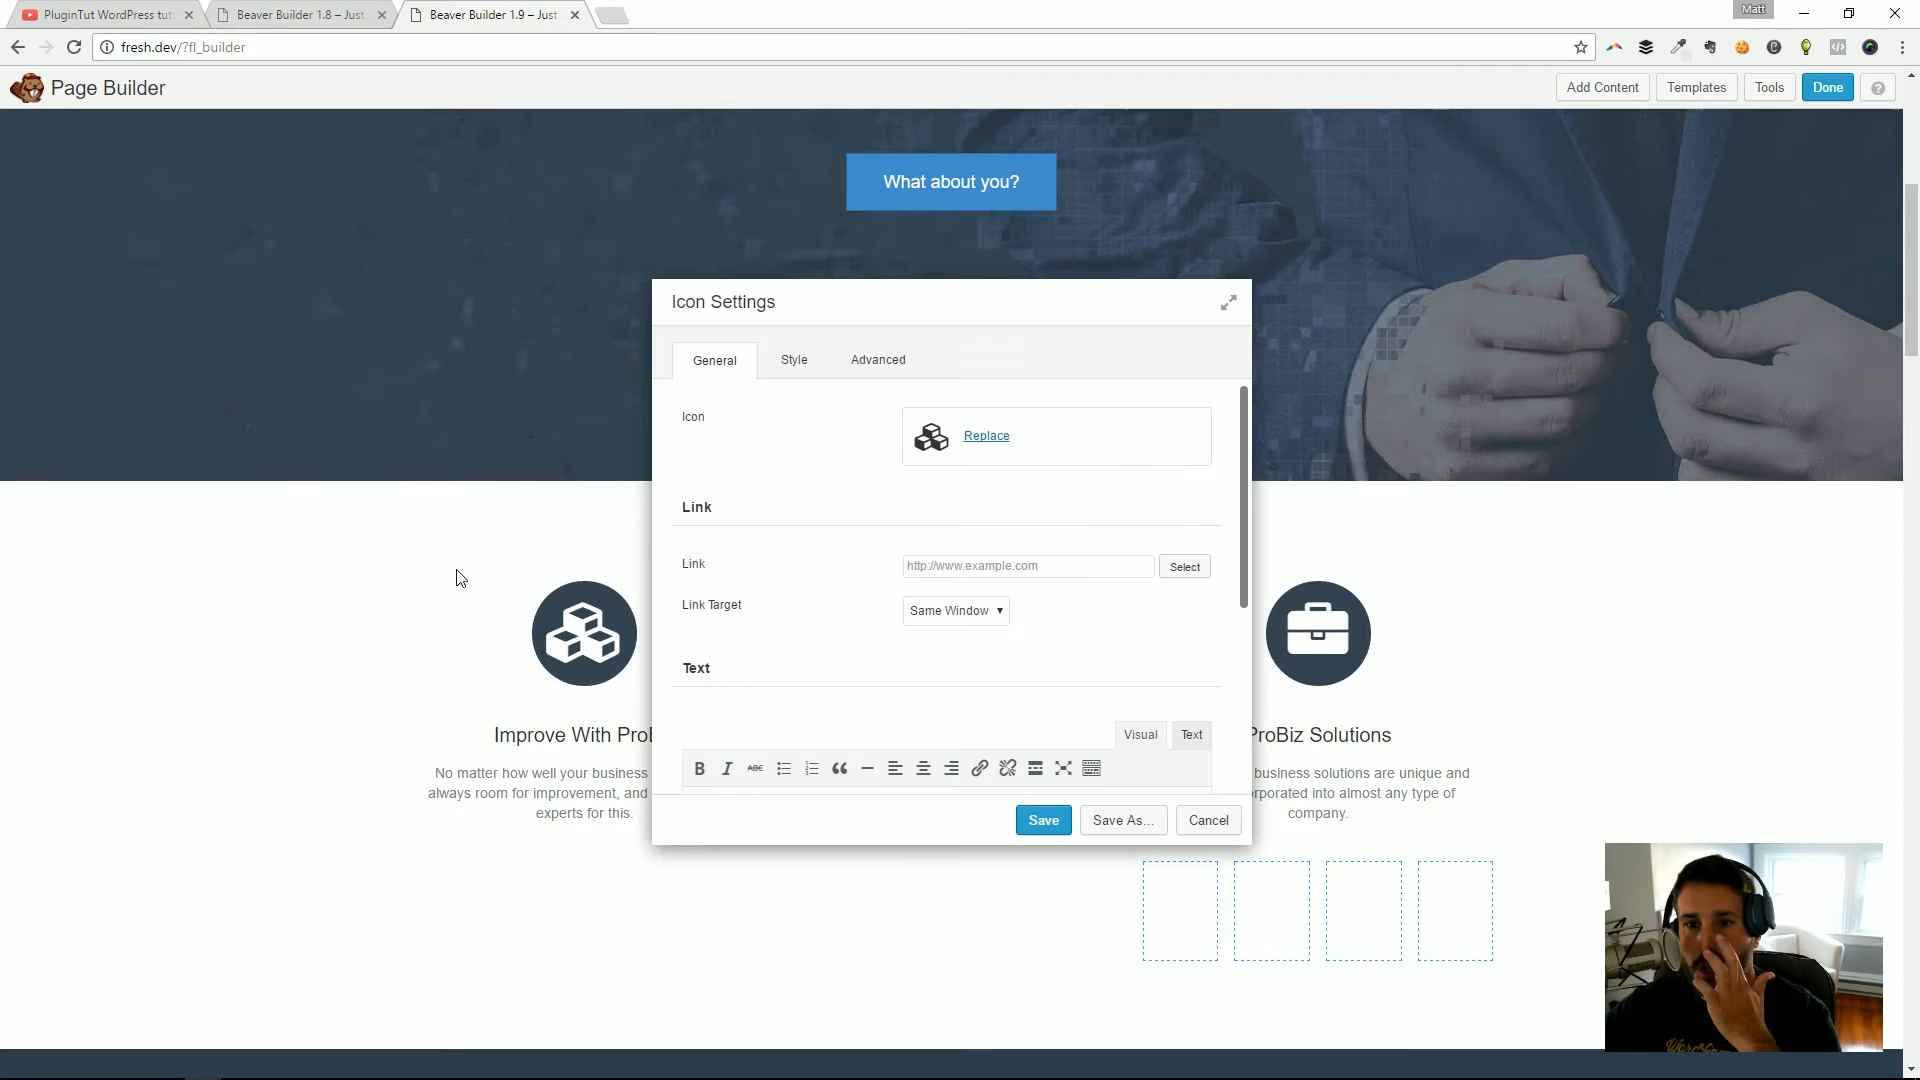 PluginTut WordPress tut
Beaver Builder 1.8 – Just
Beaver Builder 1.9 – Just
Matt
fresh.dev/?fl_builder
Page Builder
Add Content
Templates
Tools
Done
What about you?
Icon Settings
General
Style
Advanced
Icon
Replace
Link
Link
http://www.example.com
Select
Link Target
Same Window
Text
Visual
Text
B I ABC
Save
Save As...
Cancel
Improve With Prol
No matter how well your business
always room for improvement, and
experts for this.
ProBiz Solutions
business solutions are unique and
rporated into almost any type of
company.